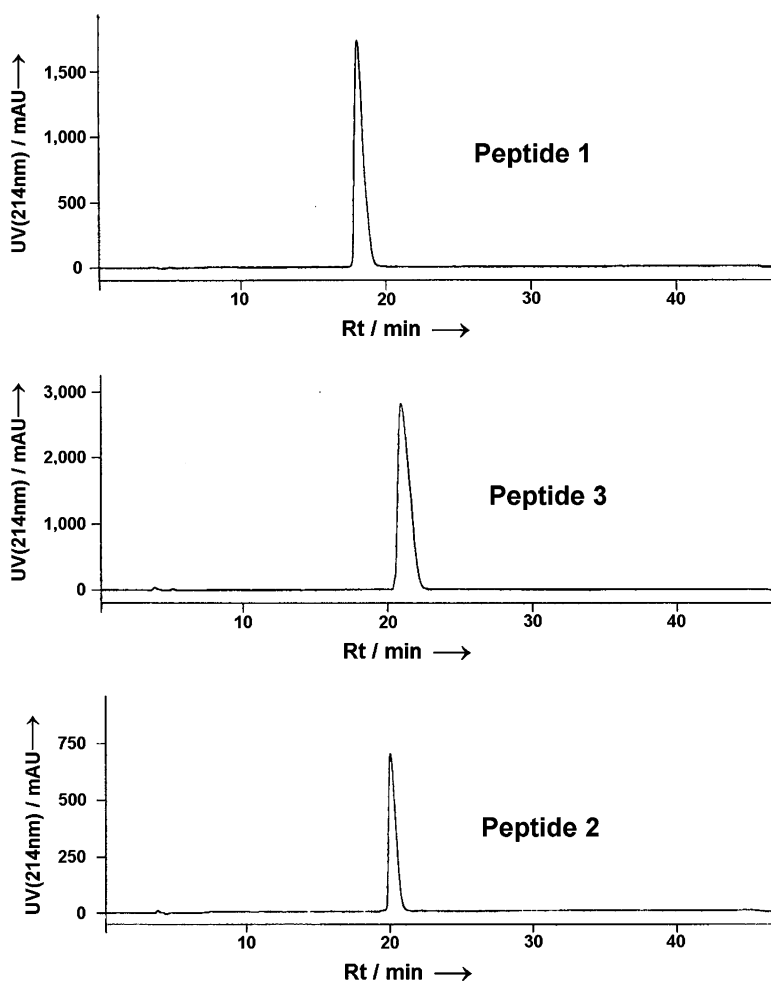 UV(214nm) / mAU
1,500
1,000
500
0
Peptide 1
10 20 30 40
Rt / min
UV(214nm) / mAU
3,000
2,000
1,000
0
Peptide 3
10 20 30 40
Rt / min
UV(214nm) / mAU
750
500
250
0
Peptide 2
10 20 30 40
Rt / min